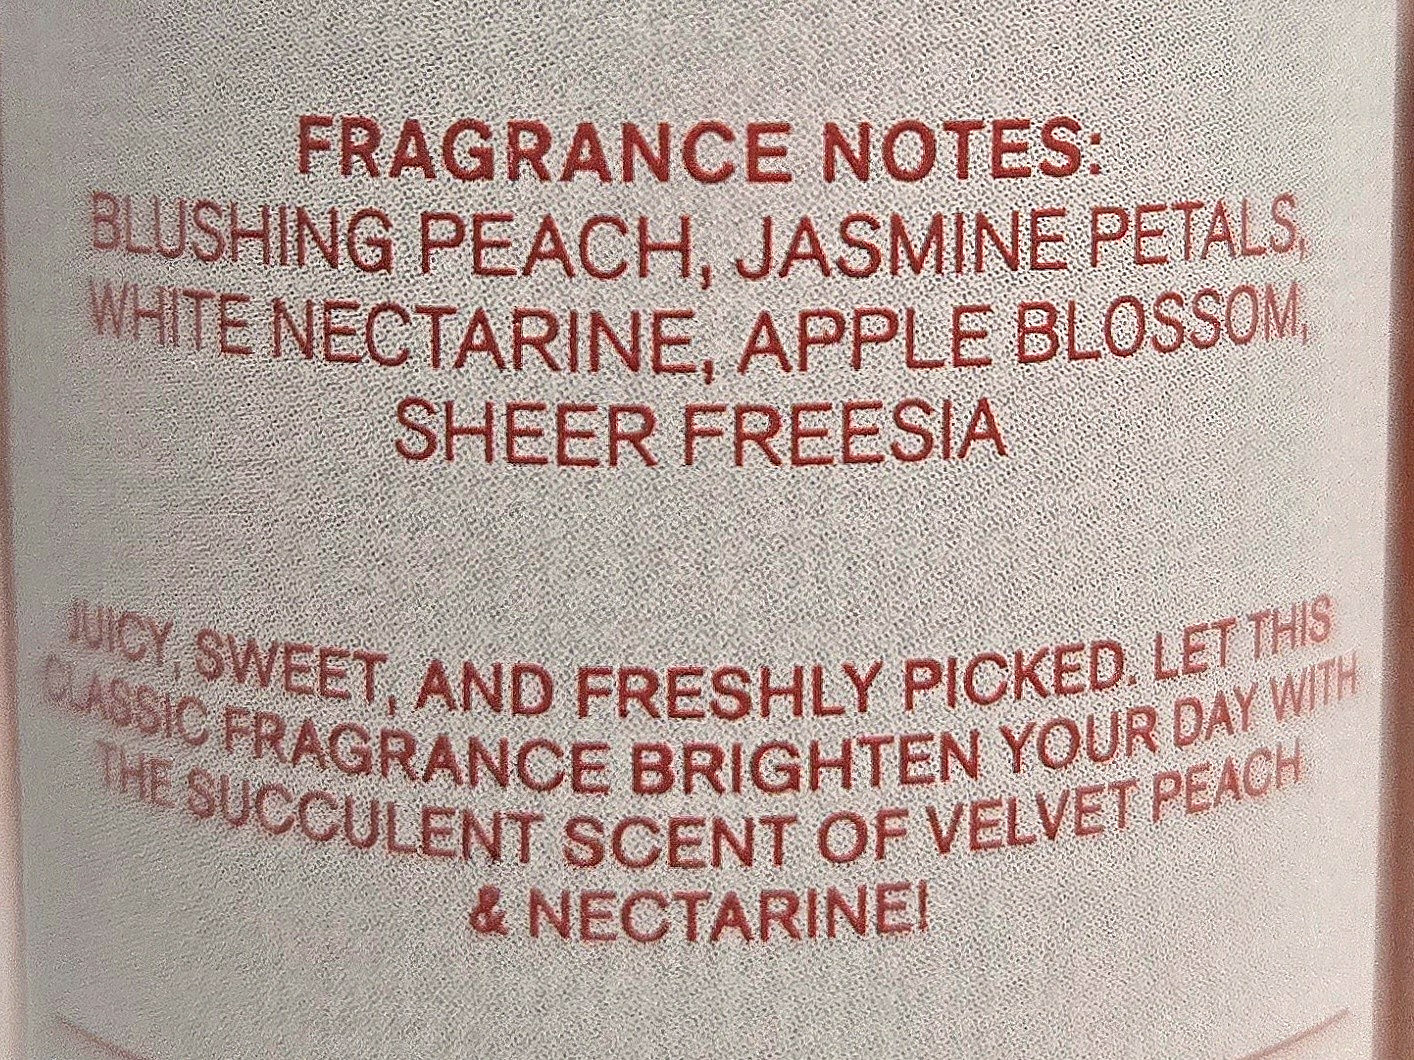 FRAGRANCE NOTES:
BLUSHING PEACH, JASMINE PETALS,
WHITE NECTARINE, APPLE BLOSSOM,
SHEER FREESIA
JUICY, SWEET, AND FRESHLY PICKED. LET THIS
CLASSIC FRAGRANCE BRIGHTEN YOUR DAY WITH
THE SUCCULENT SCENT OF VELVET PEACH
& NECTARINE!